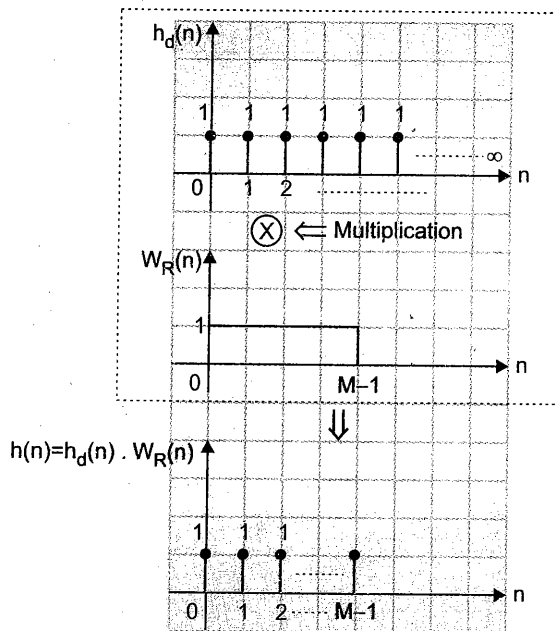 h_d(n)
1 1 1 1 1 1
............ ∞
n
0 1 2 ..................
Ⓧ ⇐ Multiplication
W_R(n)
1
n
0 M–1
⇓
h(n)=h_d(n) . W_R(n)
1 1 1
........
n
0 1 2 ...... M–1